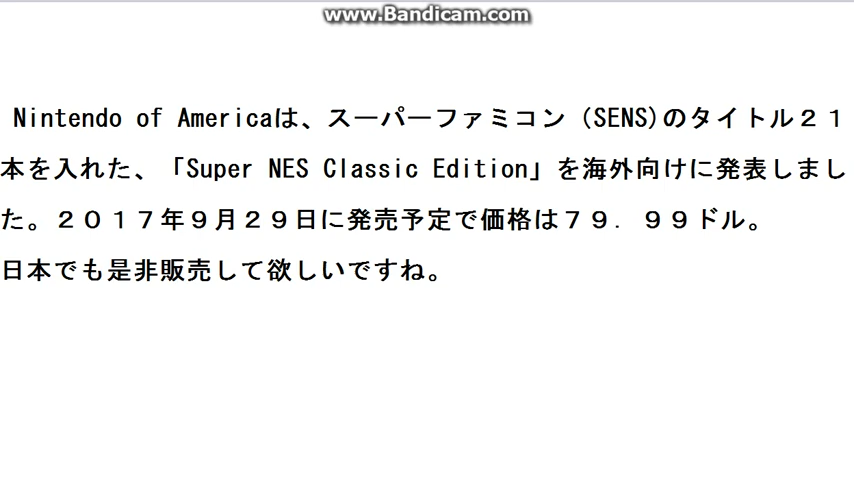 www.Bandicam.com
Nintendo of Americaは、スーパーファミコン（SENS)のタイトル２１
本を入れた、「Super NES Classic Edition」を海外向けに発表しまし
た。２０１７年９月２９日に発売予定で価格は７９．９９ドル。
日本でも是非販売して欲しいですね。